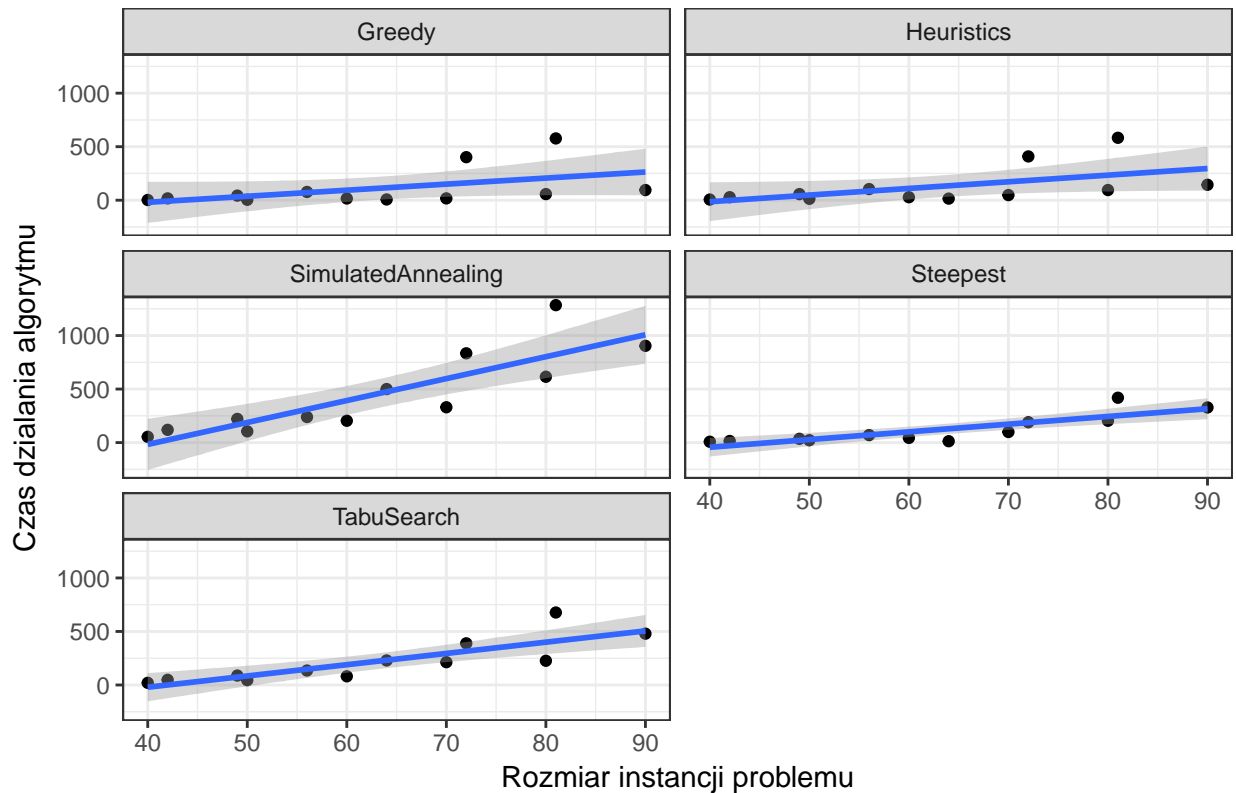 Greedy
Heuristics
1000
500
0
SimulatedAnnealing
Steepest
1000
500
0
40 50 60 70 80 90
TabuSearch
1000
500
0
40 50 60 70 80 90
Rozmiar instancji problemu
Czas dzialania algorytmu